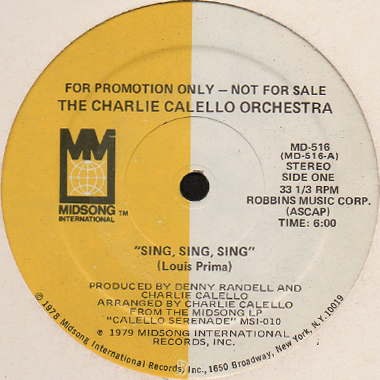 FOR PROMOTION ONLY – NOT FOR SALE
THE CHARLIE CALELLO ORCHESTRA
MM
MIDSONG TM
INTERNATIONAL
MD-516
(MD-516-A)
STEREO
SIDE ONE
33 1/3 RPM
ROBBINS MUSIC CORP.
(ASCAP)
TIME: 6:00
"SING, SING, SING"
(Louis Prima)
PRODUCED BY DENNY RANDELL AND
CHARLIE CALELLO
ARRANGED BY CHARLIE CALELLO
FROM THE MIDSONG LP
"CALELLO SERENADE" MSI-010
℗ 1979 MIDSONG INTERNATIONAL
RECORDS, INC.
© 1978 Midsong International Records, Inc., 1650 Broadway, New York, N.Y. 10019